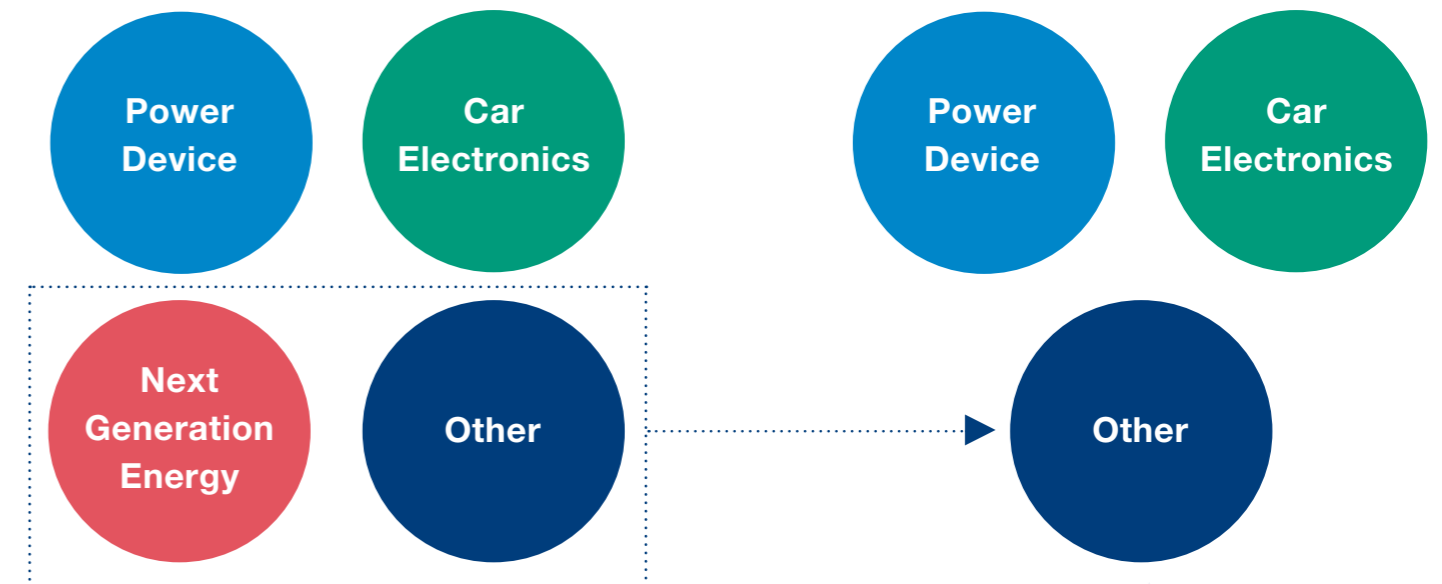 Power
Device
Car
Electronics
Power
Device
Car
Electronics
Next
Generation
Energy
Other
Other